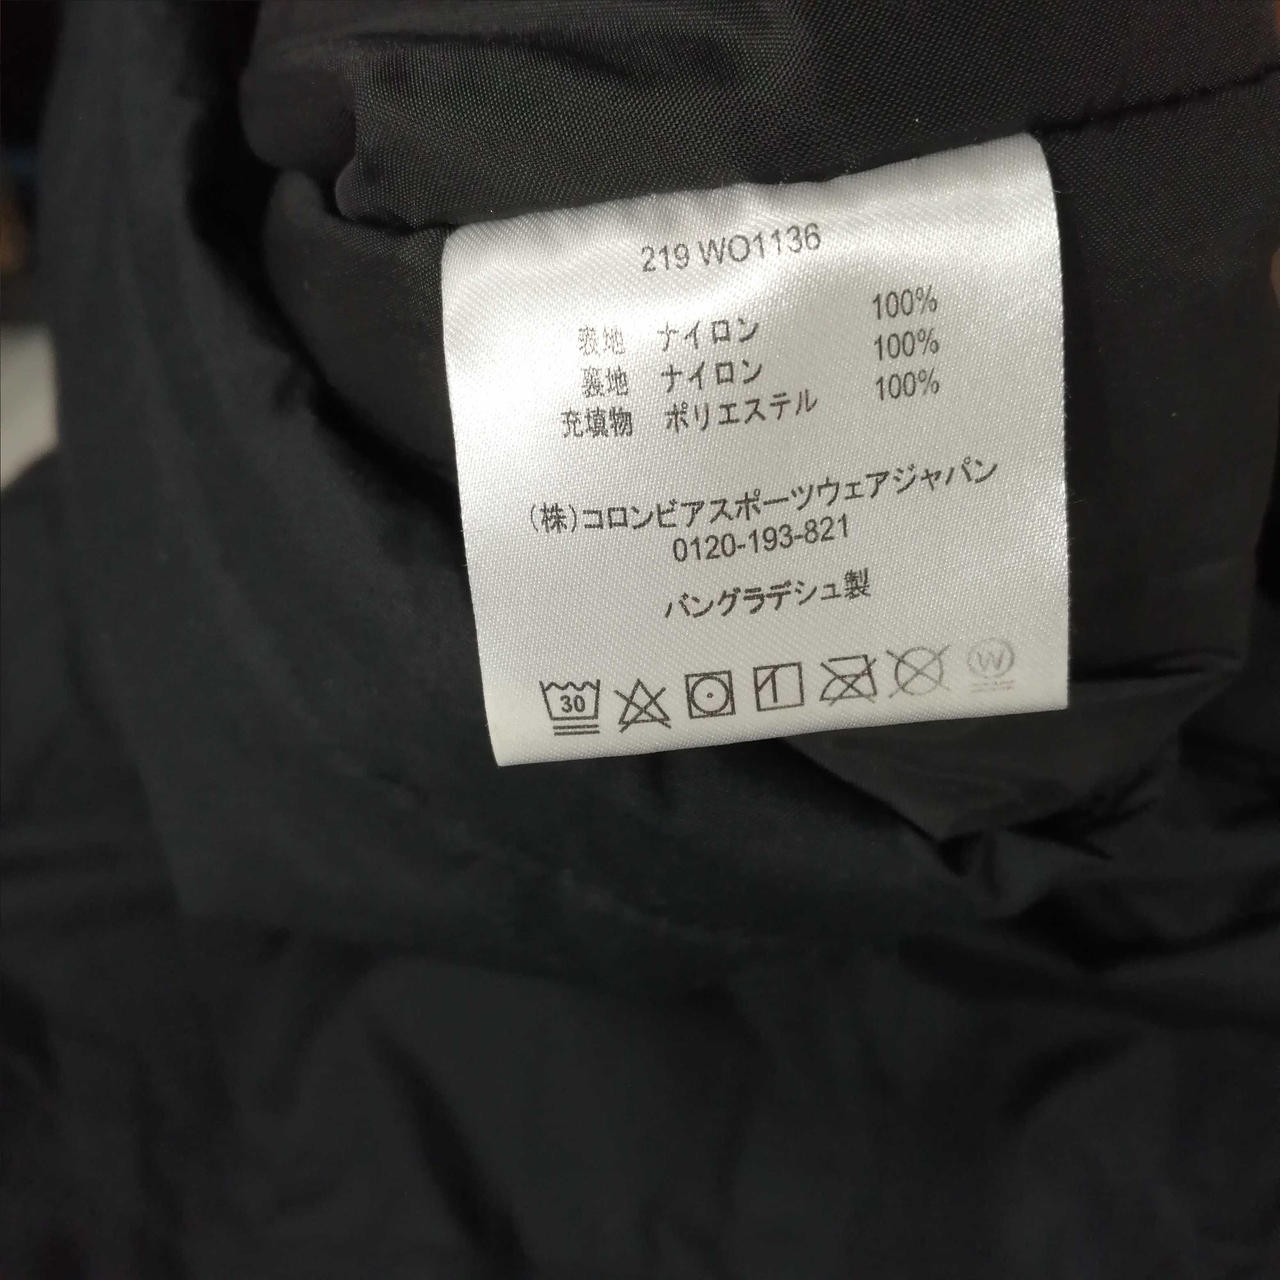 219 WO1136
表地 ナイロン 100%
裏地 ナイロン 100%
充填物 ポリエステル 100%
(株)コロンビアスポーツウェアジャパン
0120-193-821
バングラデシュ製
30 W